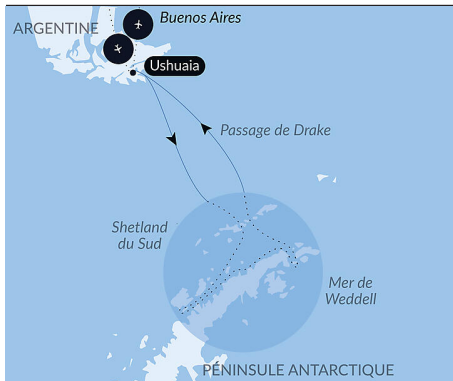 Buenos Aires
ARGENTINE
Ushuaia
Passage de Drake
Shetland
du Sud
Mer de
Weddell
PÉNINSULE ANTARCTIQUE